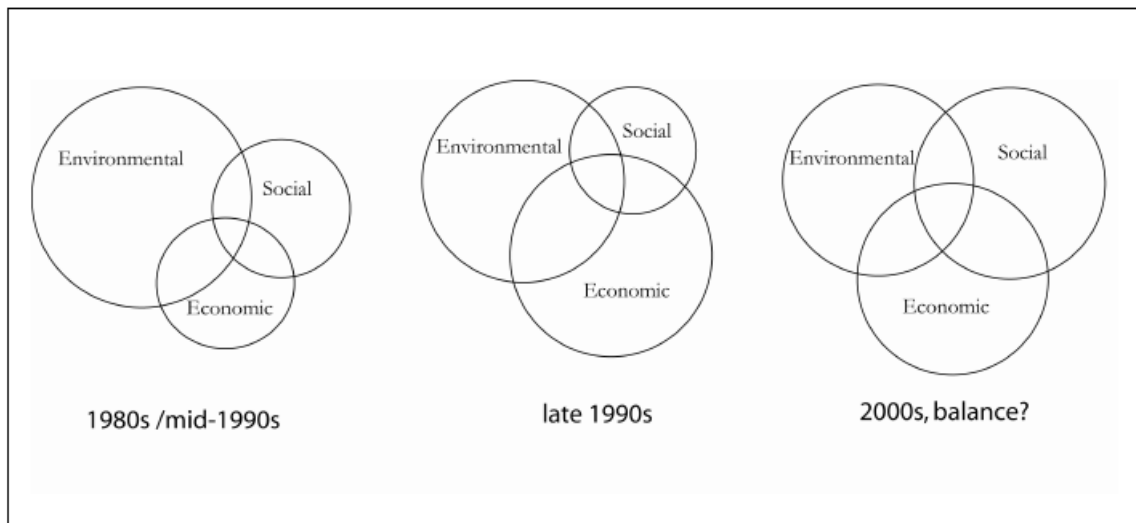 Environmental
Social
Economic
1980s /mid-1990s
Environmental
Social
Economic
late 1990s
Environmental
Social
Economic
2000s, balance?